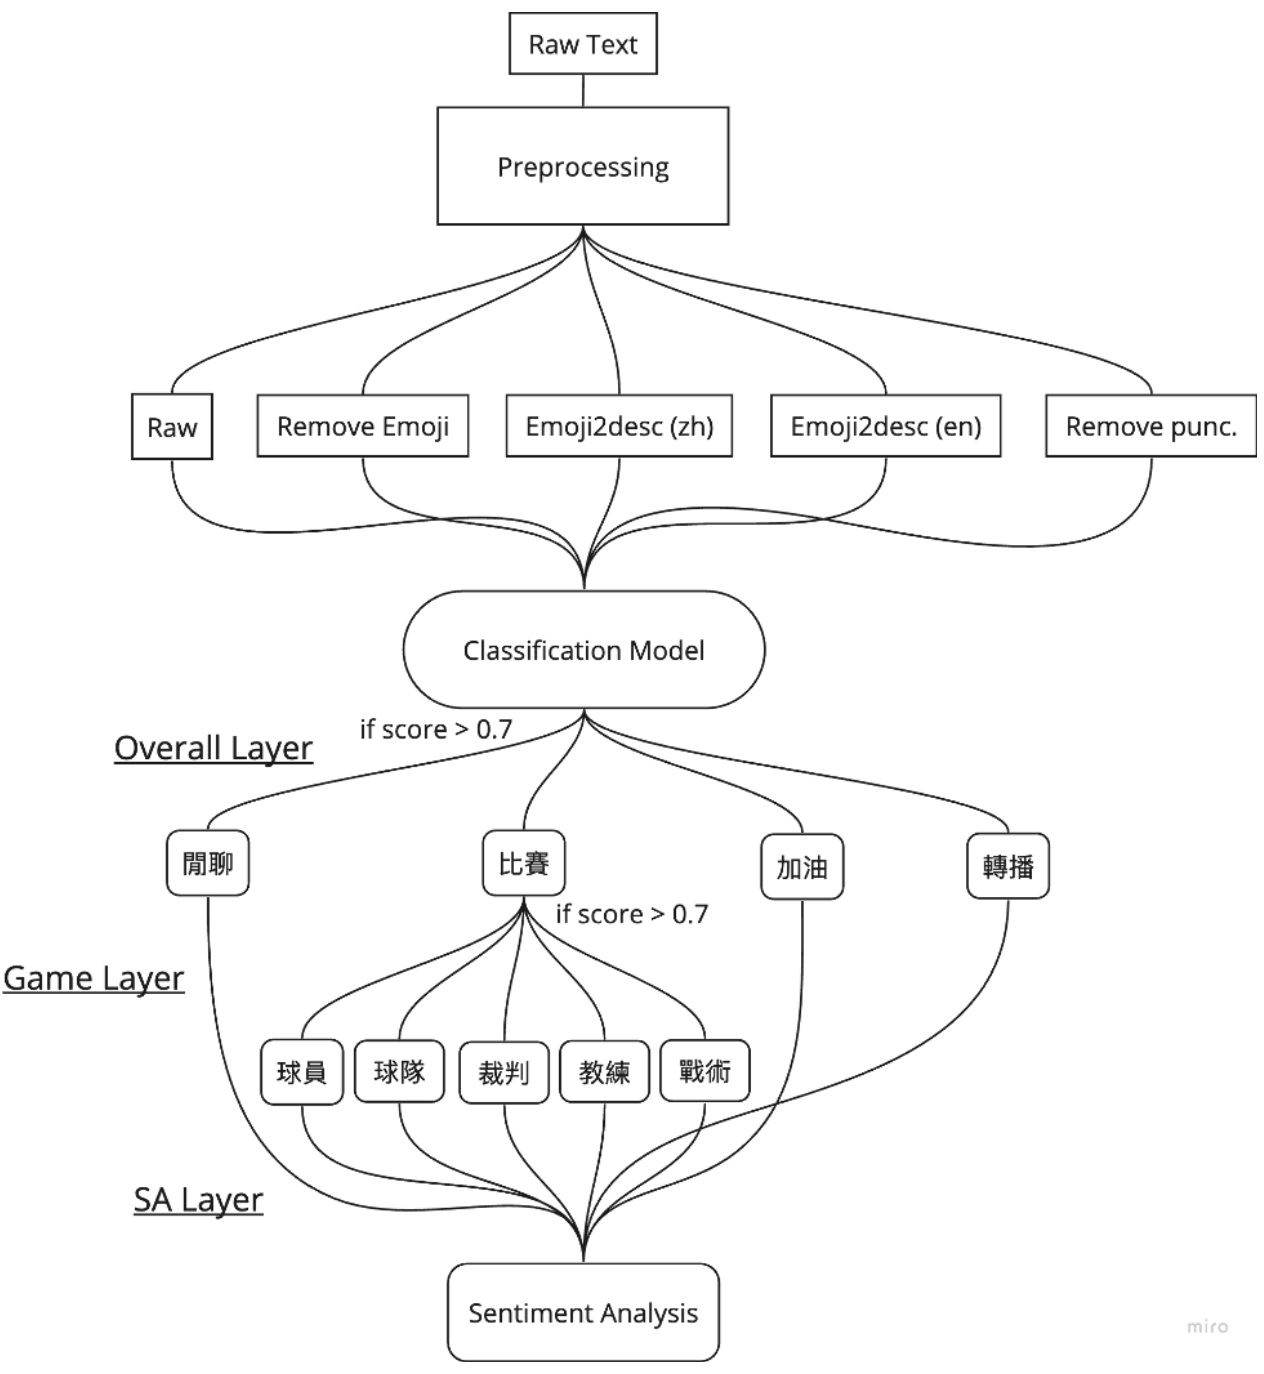 Raw Text
Preprocessing
Raw
Remove Emoji
Emoji2desc (zh)
Emoji2desc (en)
Remove punc.
Classification Model
if score > 0.7
Overall Layer
閒聊
比賽
加油
轉播
if score > 0.7
Game Layer
球員
球隊
裁判
教練
戰術
SA Layer
Sentiment Analysis
miro